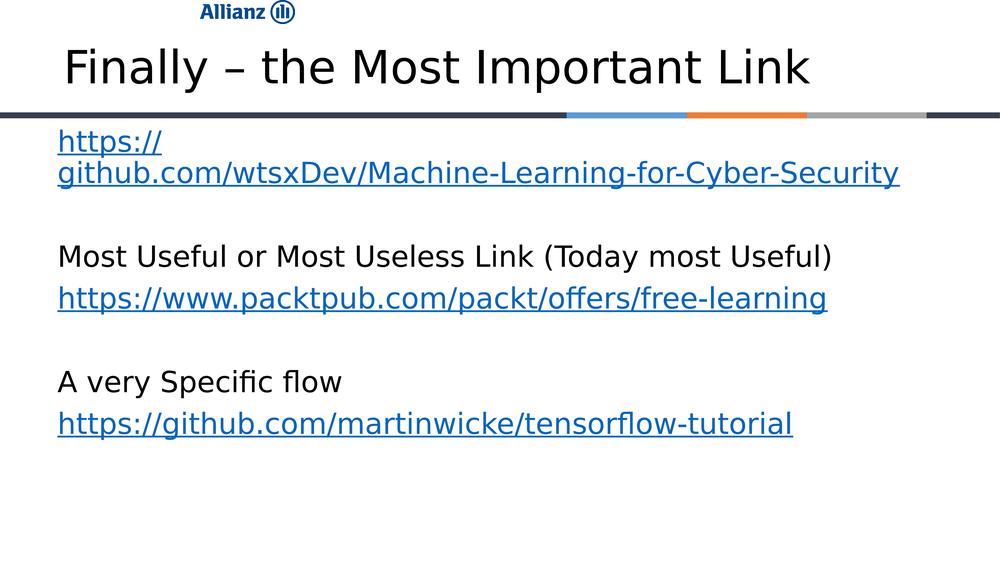 Allianz
Finally – the Most Important Link
https://
github.com/wtsxDev/Machine-Learning-for-Cyber-Security
Most Useful or Most Useless Link (Today most Useful)
https://www.packtpub.com/packt/offers/free-learning
A very Specific flow
https://github.com/martinwicke/tensorflow-tutorial